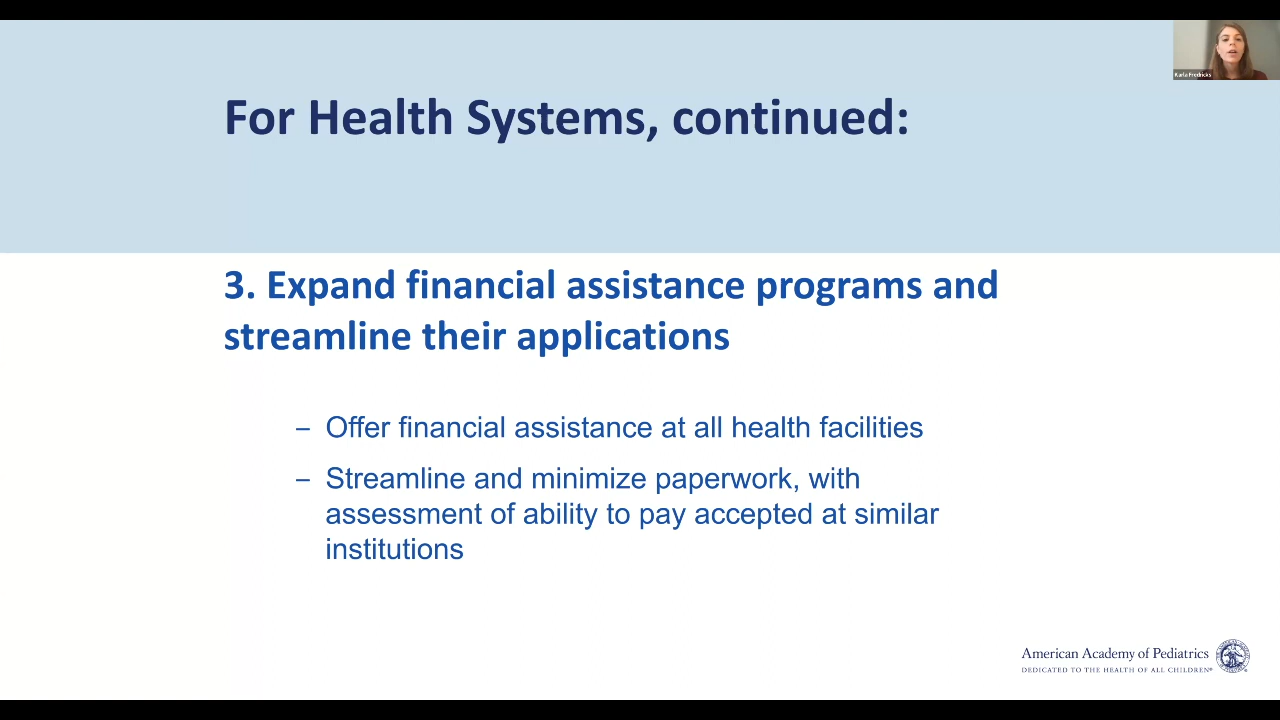 Karla Fredricks
For Health Systems, continued:
3. Expand financial assistance programs and
streamline their applications
– Offer financial assistance at all health facilities
– Streamline and minimize paperwork, with
assessment of ability to pay accepted at similar
institutions
American Academy of Pediatrics
DEDICATED TO THE HEALTH OF ALL CHILDREN®